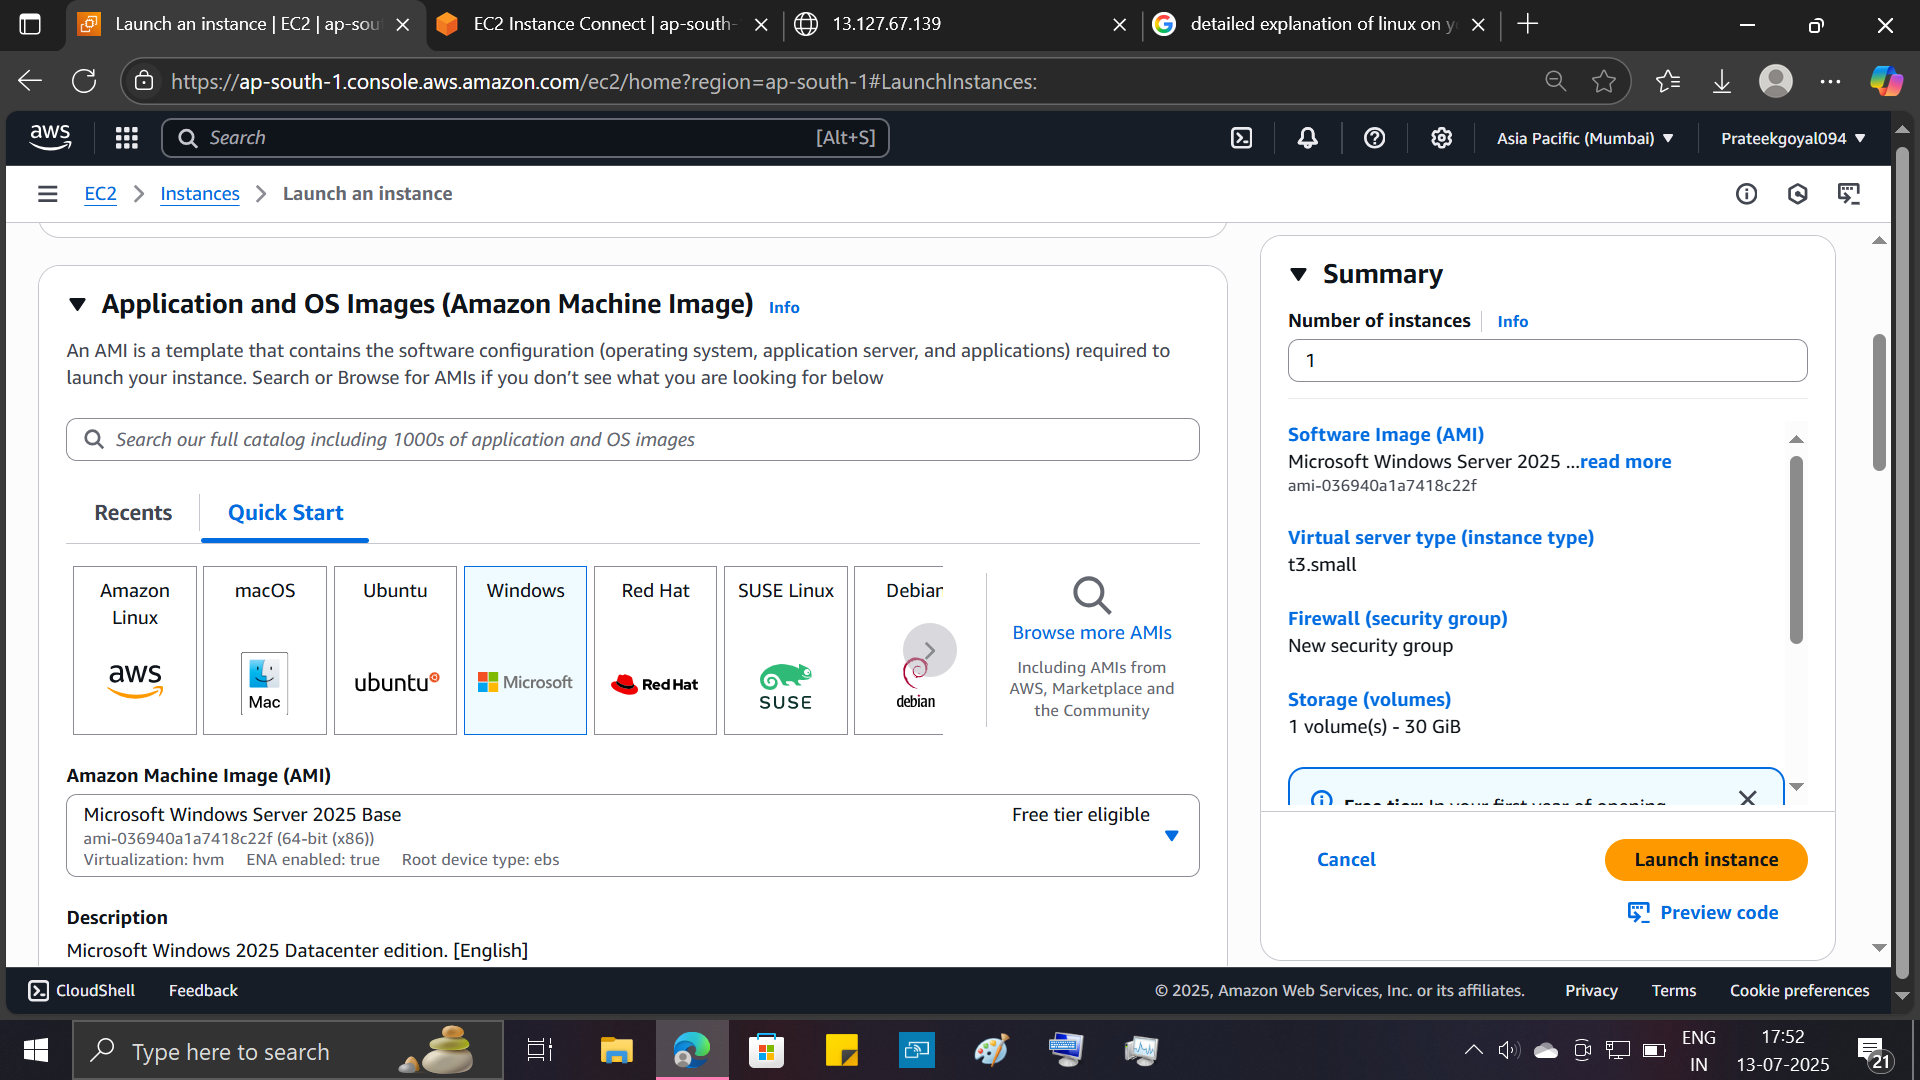 Launch an instance | EC2 | ap-sou
EC2 Instance Connect | ap-south-
13.127.67.139
detailed explanation of linux on y
https://ap-south-1.console.aws.amazon.com/ec2/home?region=ap-south-1#LaunchInstances:
aws
Search
[Alt+S]
Asia Pacific (Mumbai)
Prateekgoyal094
EC2
Instances
Launch an instance
Application and OS Images (Amazon Machine Image)
Info
An AMI is a template that contains the software configuration (operating system, application server, and applications) required to
launch your instance. Search or Browse for AMIs if you don’t see what you are looking for below
Search our full catalog including 1000s of application and OS images
Recents
Quick Start
Amazon
Linux
aws
macOS
Mac
Ubuntu
ubuntu
Windows
Microsoft
Red Hat
Red Hat
SUSE Linux
SUSE
Debian
debian
Browse more AMIs
Including AMIs from
AWS, Marketplace and
the Community
Amazon Machine Image (AMI)
Microsoft Windows Server 2025 Base
Free tier eligible
ami-036940a1a7418c22f (64-bit (x86))
Virtualization: hvm ENA enabled: true Root device type: ebs
Description
Microsoft Windows 2025 Datacenter edition. [English]
Summary
Number of instances
Info
1
Software Image (AMI)
Microsoft Windows Server 2025 ...read more
ami-036940a1a7418c22f
Virtual server type (instance type)
t3.small
Firewall (security group)
New security group
Storage (volumes)
1 volume(s) - 30 GiB
Free tier: In your first year of opening
Cancel
Launch instance
Preview code
CloudShell
Feedback
© 2025, Amazon Web Services, Inc. or its affiliates.
Privacy
Terms
Cookie preferences
Type here to search
ENG
IN
17:52
13-07-2025
21